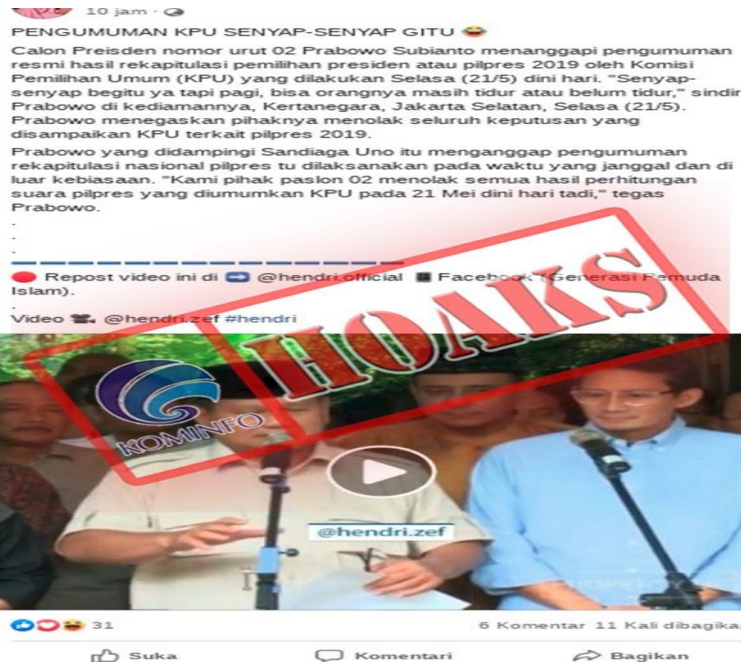 10 jam ·
PENGUMUMAN KPU SENYAP-SENYAP GITU 😂
Calon Preisden nomor urut 02 Prabowo Subianto menanggapi pengumuman
resmi hasil rekapitulasi pemilihan presiden atau pilpres 2019 oleh Komisi
Pemilihan Umum (KPU) yang dilakukan Selasa (21/5) dini hari. "Senyap-
senyap begitu ya tapi pagi, bisa orangnya masih tidur atau belum tidur," sindir
Prabowo di kediamannya, Kertanegara, Jakarta Selatan, Selasa (21/5).
Prabowo menegaskan pihaknya menolak seluruh keputusan yang
disampaikan KPU terkait pilpres 2019.
Prabowo yang didampingi Sandiaga Uno itu menganggap pengumuman
rekapitulasi nasional pilpres tu dilaksanakan pada waktu yang janggal dan di
luar kebiasaan. "Kami pihak paslon 02 menolak semua hasil perhitungan
suara pilpres yang diumumkan KPU pada 21 Mei dini hari tadi," tegas
Prabowo.
.
.
.
🔴 Repost video ini di ➡️ @hendri.official Facebook (Generasi Pemuda
Islam).
.
Video 🎥 @hendri.zef #hendri
HOAKS
KOMINFO
@hendri.zef
31
6 Komentar 11 Kali dibagika
Suka
Komentari
Bagikan